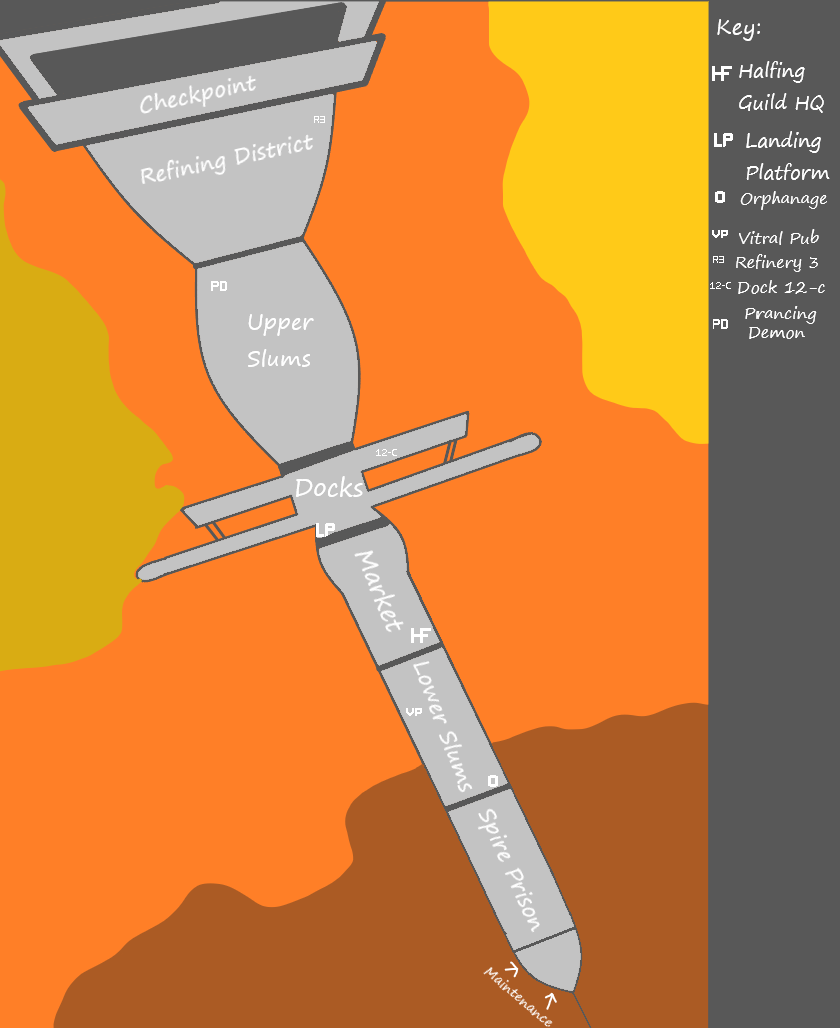 Checkpoint
R3
Refining District
PD
Upper
Slums
12-C
Docks
LP
Market
HF
Lower Slums
VP
O
Spire Prison
Maintenance
Key:
HF Halfing
Guild HQ
LP Landing
Platform
O Orphanage
VP Vitral Pub
R3 Refinery 3
12-C Dock 12-c
PD Prancing
Demon